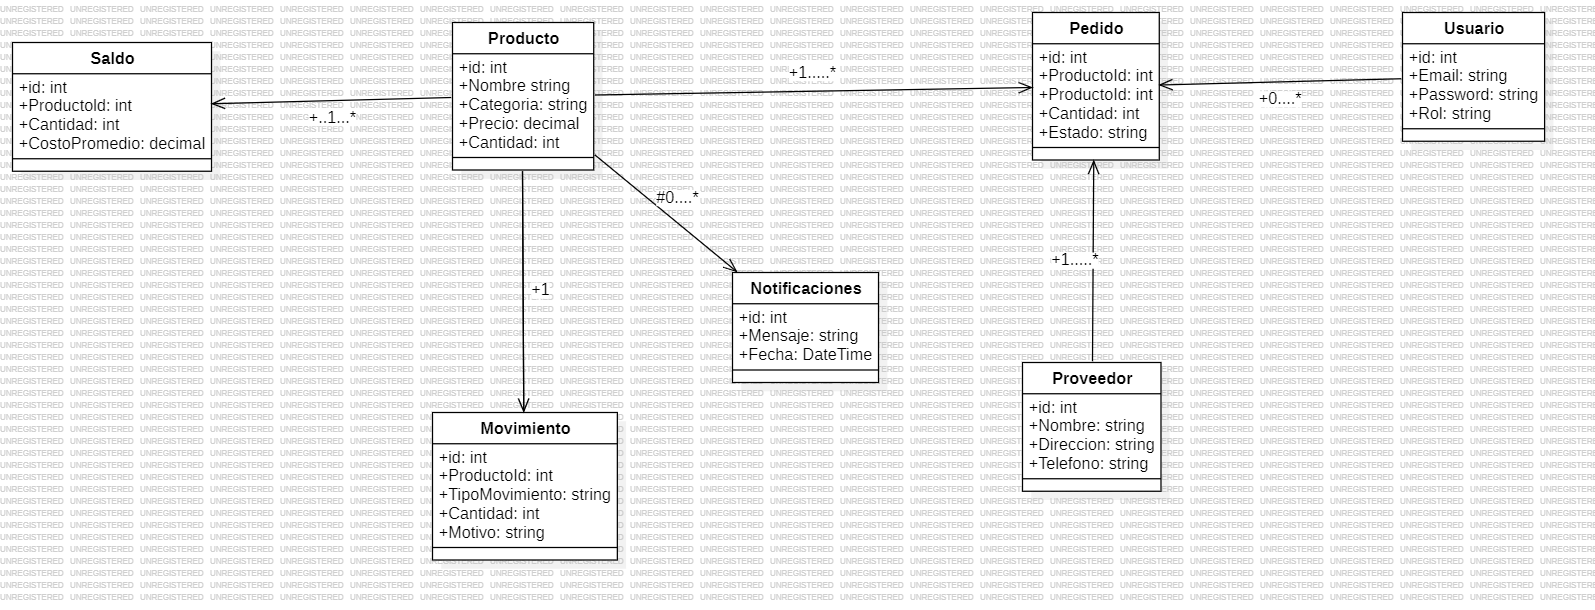 Saldo
+id: int
+ProductoId: int
+Cantidad: int
+CostoPromedio: decimal
+..1...*
Producto
+id: int
+Nombre string
+Categoria: string
+Precio: decimal
+Cantidad: int
+1.....*
Pedido
+id: int
+ProductoId: int
+ProductoId: int
+Cantidad: int
+Estado: string
+0....*
Usuario
+id: int
+Email: string
+Password: string
+Rol: string
#0....*
+1
Notificaciones
+id: int
+Mensaje: string
+Fecha: DateTime
+1.....*
Movimiento
+id: int
+ProductoId: int
+TipoMovimiento: string
+Cantidad: int
+Motivo: string
Proveedor
+id: int
+Nombre: string
+Direccion: string
+Telefono: string
UNREGISTERED